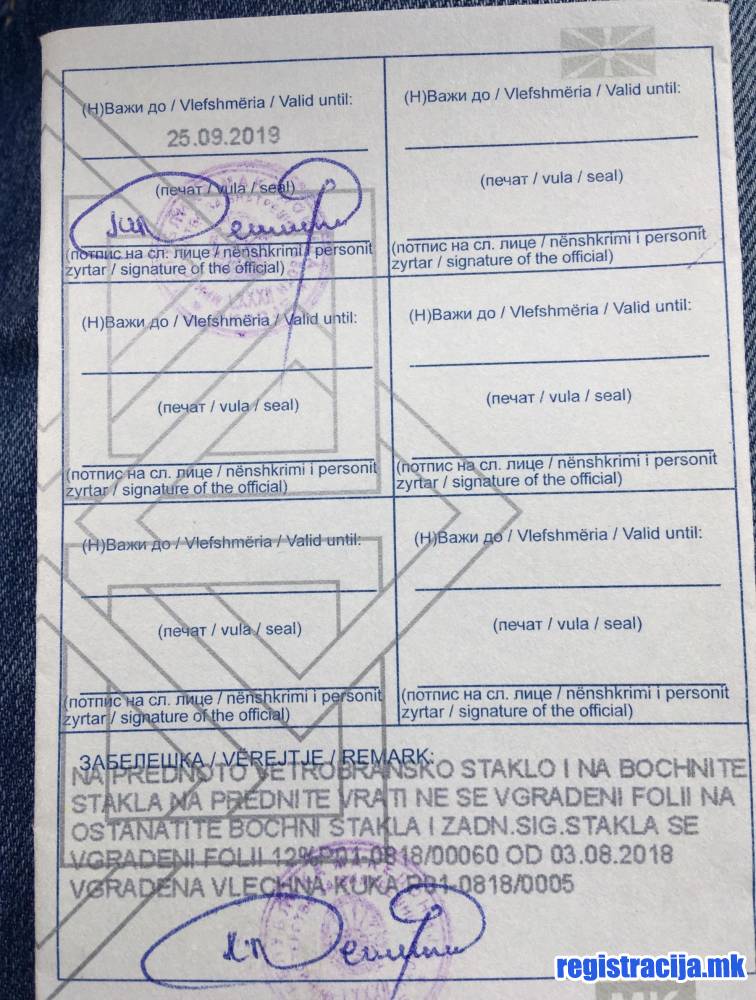 (Н)Важи до / Vlefshmëria / Valid until:
25.09.2019
(печат / vula / seal)
(потпис на сл. лице / nënshkrimi i personit
zyrtar / signature of the official)
(Н)Важи до / Vlefshmëria / Valid until:
(печат / vula / seal)
(потпис на сл. лице / nënshkrimi i personit
zyrtar / signature of the official)
(Н)Важи до / Vlefshmëria / Valid until:
(печат / vula / seal)
(потпис на сл. лице / nënshkrimi i personit
zyrtar / signature of the official)
(Н)Важи до / Vlefshmëria / Valid until:
(печат / vula / seal)
(потпис на сл. лице / nënshkrimi i personit
zyrtar / signature of the official)
(Н)Важи до / Vlefshmëria / Valid until:
(печат / vula / seal)
(потпис на сл. лице / nënshkrimi i personit
zyrtar / signature of the official)
(Н)Важи до / Vlefshmëria / Valid until:
(печат / vula / seal)
(потпис на сл. лице / nënshkrimi i personit
zyrtar / signature of the official)
ЗАБЕЛЕШКА / VËREJTJE / REMARK:
NA PREDNOTO VETROBRANSKO STAKLO I NA BOCHNITE
STAKLA NA PREDNITE VRATI NE SE VGRADENI FOLII NA
OSTANATITE BOCHNI STAKLA I ZADN.SIG.STAKLA SE
VGRADENI FOLII 12%P01-0818/00060 OD 03.08.2018
VGRADENA VLECHNA KUKA P01-0818/0005
registracija.mk